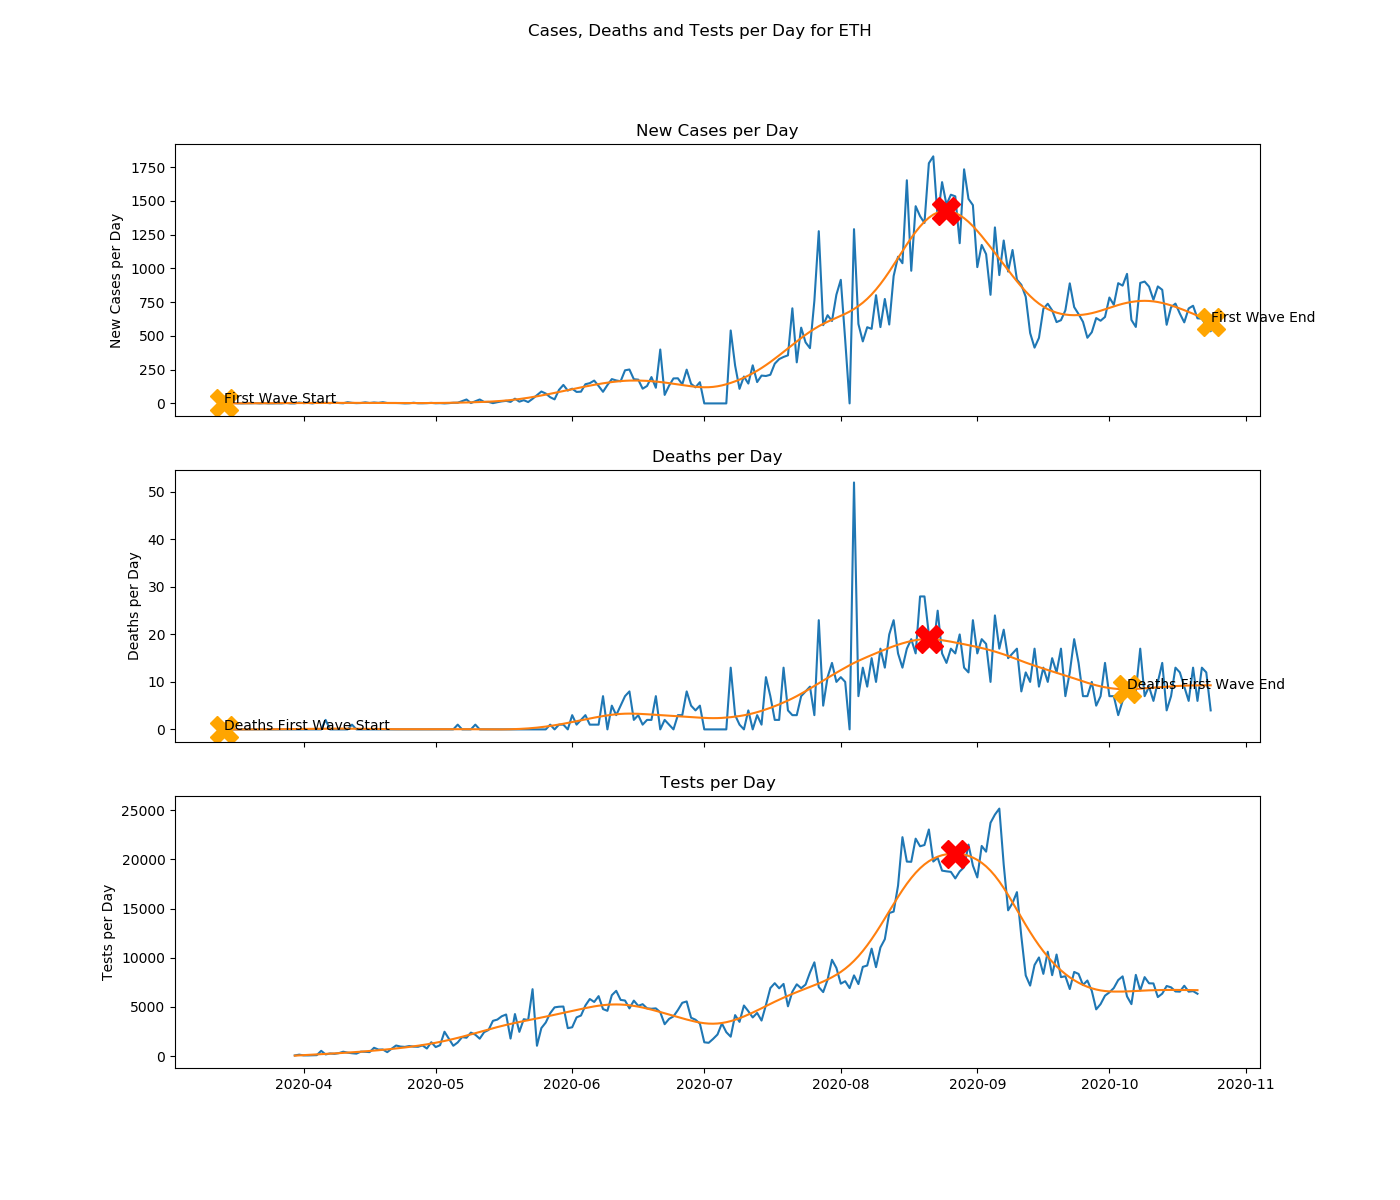 Cases, Deaths and Tests per Day for ETH
New Cases per Day
New Cases per Day
1750
1500
1250
1000
750
500
250
0
First Wave Start
First Wave End
Deaths per Day
Deaths per Day
50
40
30
20
10
0
Deaths First Wave Start
Deaths First Wave End
Tests per Day
Tests per Day
25000
20000
15000
10000
5000
0
2020-04 2020-05 2020-06 2020-07 2020-08 2020-09 2020-10 2020-11